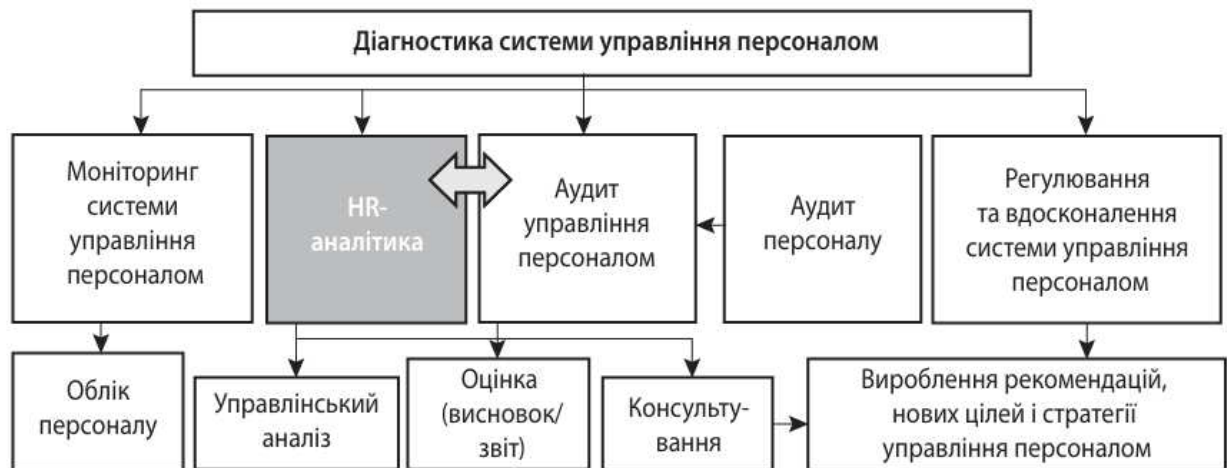 Діагностика системи управління персоналом
Моніторинг
системи
управління
персоналом
HR-
аналітика
Аудит
управління
персоналом
Аудит
персоналу
Регулювання
та вдосконалення
системи управління
персоналом
Облік
персоналу
Управлінський
аналіз
Оцінка
(висновок/
звіт)
Консульту-
вання
Вироблення рекомендацій,
нових цілей і стратегії
управління персоналом